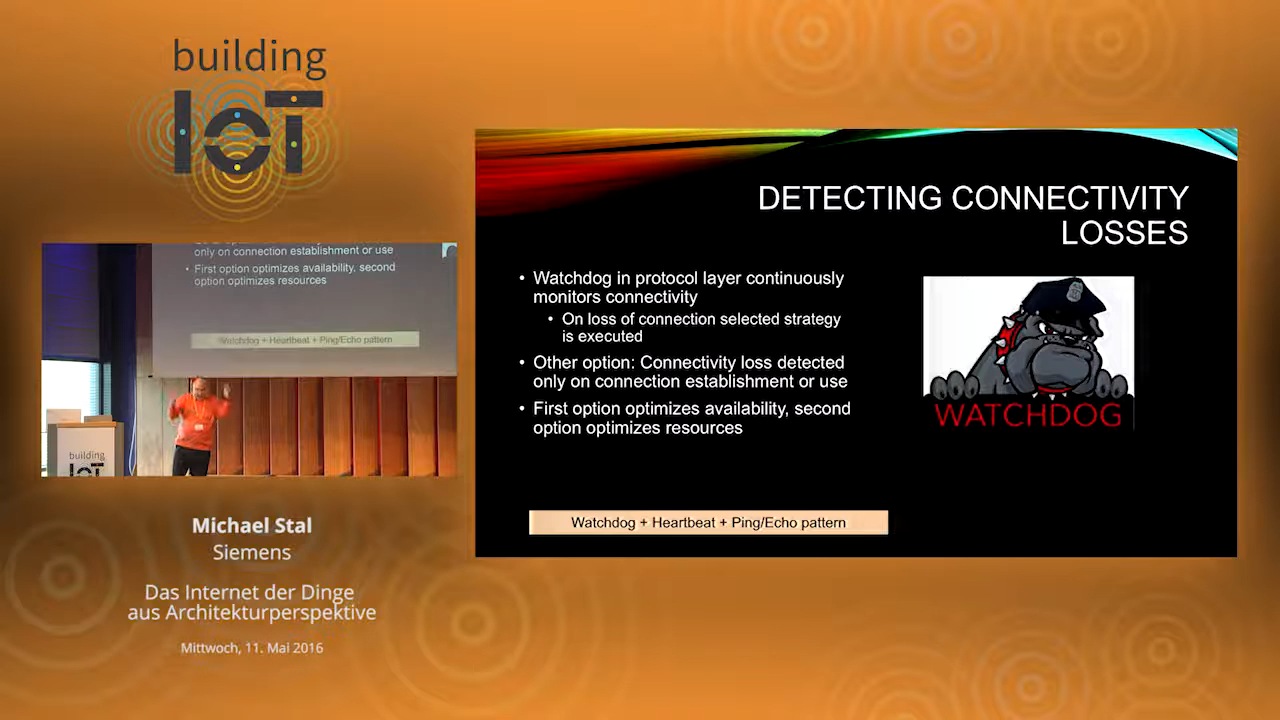 building
IoT
only on connection establishment or use
• First option optimizes availability, second
option optimizes resources
Watchdog + Heartbeat + Ping/Echo pattern
building
IoT
Michael Stal
Siemens
Das Internet der Dinge
aus Architekturperspektive
Mittwoch, 11. Mai 2016
DETECTING CONNECTIVITY
LOSSES
• Watchdog in protocol layer continuously
monitors connectivity
• On loss of connection selected strategy
is executed
• Other option: Connectivity loss detected
only on connection establishment or use
• First option optimizes availability, second
option optimizes resources
WATCHDOG
Watchdog + Heartbeat + Ping/Echo pattern